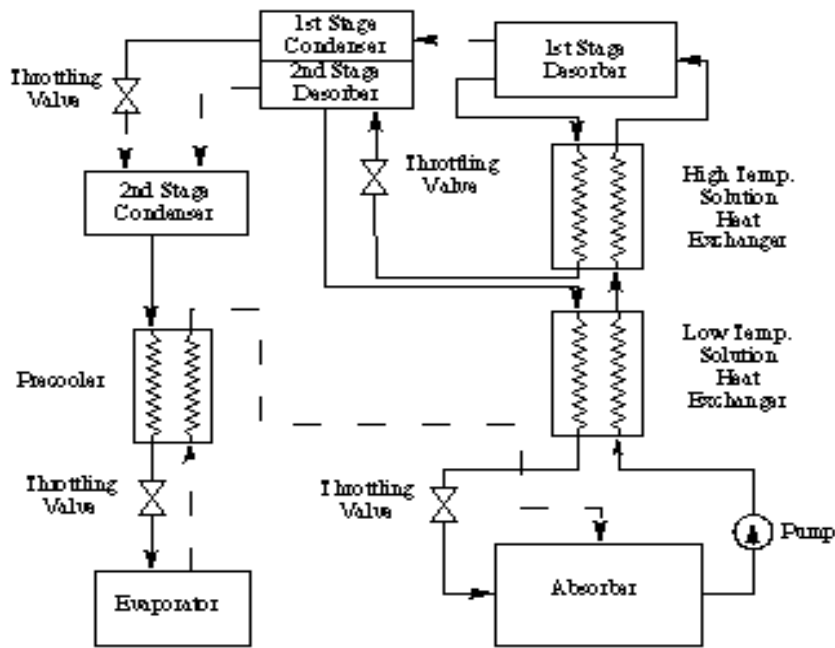 1st Stage
Condenser
2nd Stage
Desorber
1st Stage
Desorber
Throttling
Valve
Throttling
Valve
2nd Stage
Condenser
High Temp.
Solution
Heat
Exchanger
Precooler
Low Temp.
Solution
Heat
Exchanger
Throttling
Valve
Throttling
Valve
Pump
Evaporator
Absorber